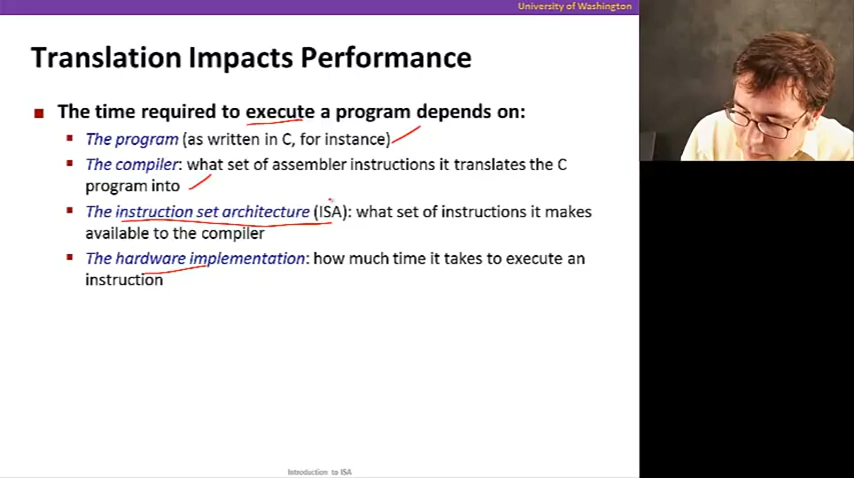 University of Washington
Translation Impacts Performance
The time required to execute a program depends on:
The program (as written in C, for instance)
The compiler: what set of assembler instructions it translates the C
program into
The instruction set architecture (ISA): what set of instructions it makes
available to the compiler
The hardware implementation: how much time it takes to execute an
instruction
Introduction to ISA